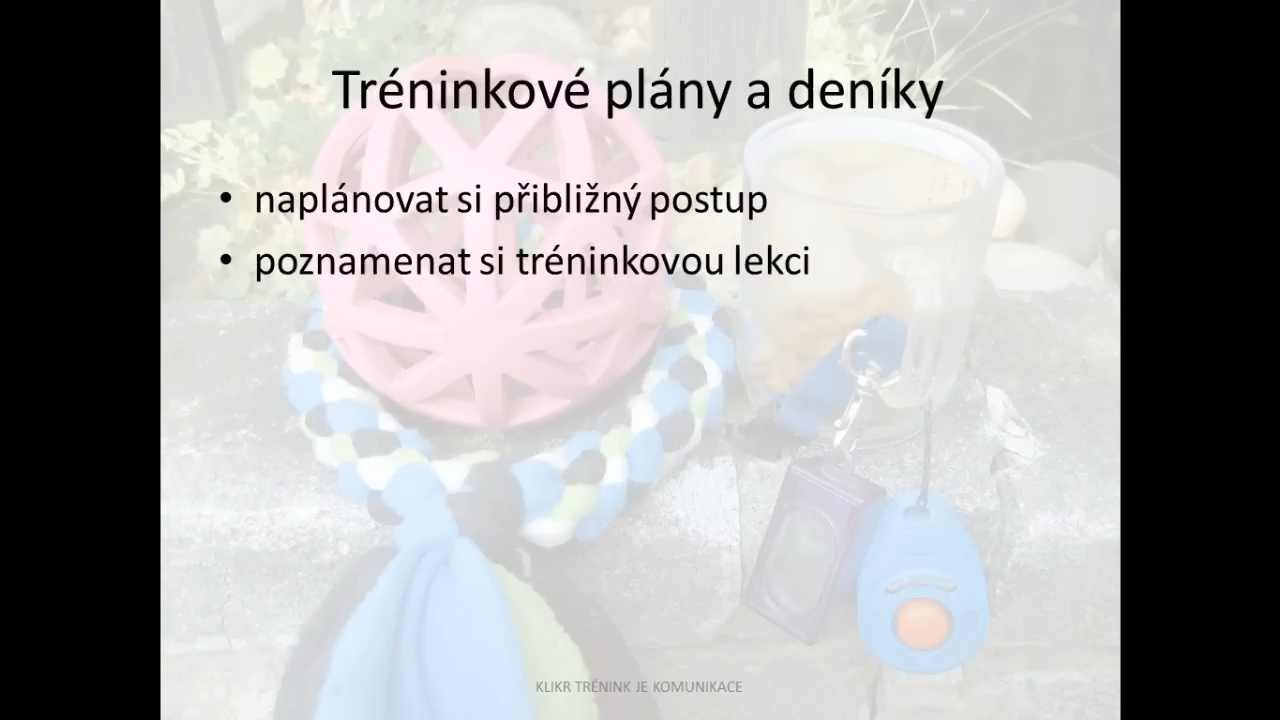 Tréninkové plány a deníky
• naplánovat si přibližný postup
• poznamenat si tréninkovou lekci
KLIKR TRÉNINK JE KOMUNIKACE